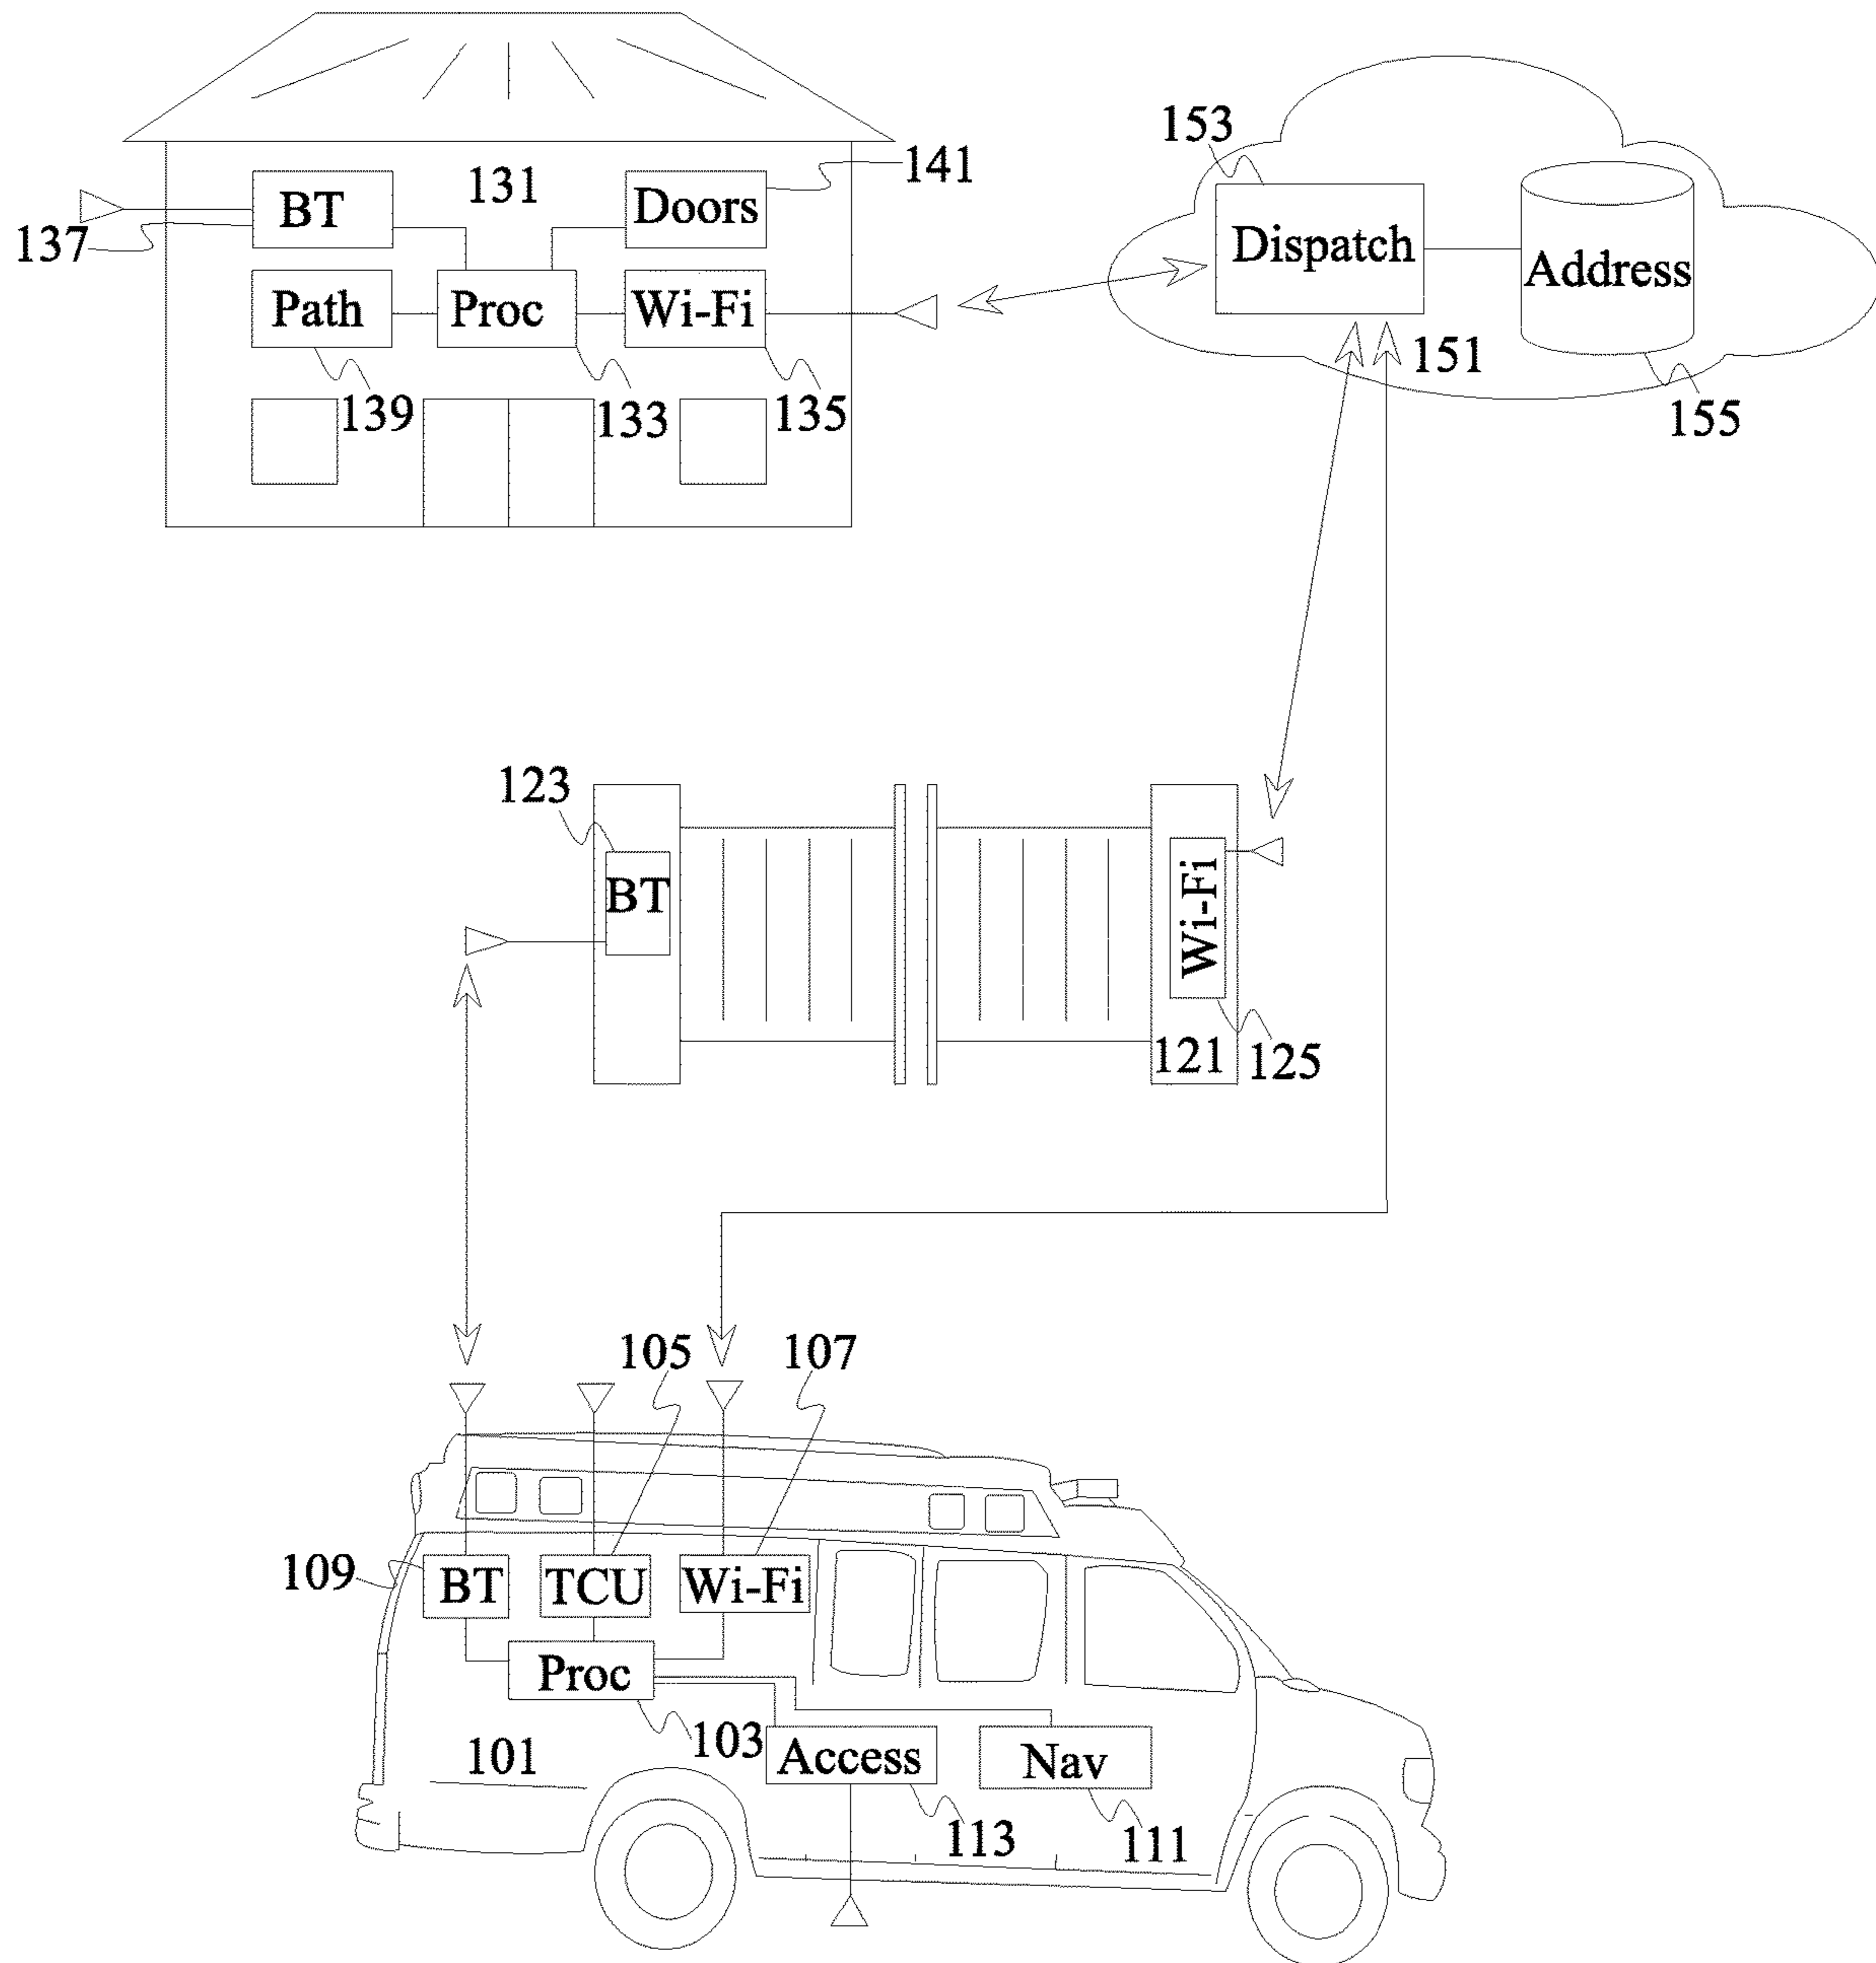 153
131
141
BT
Doors
137
Dispatch
Address
Path
Proc
Wi-Fi
151
139
133
135
155
123
BT
Wi-Fi
121
125
105
107
109
BT
TCU
Wi-Fi
Proc
103
101
Access
Nav
113
111